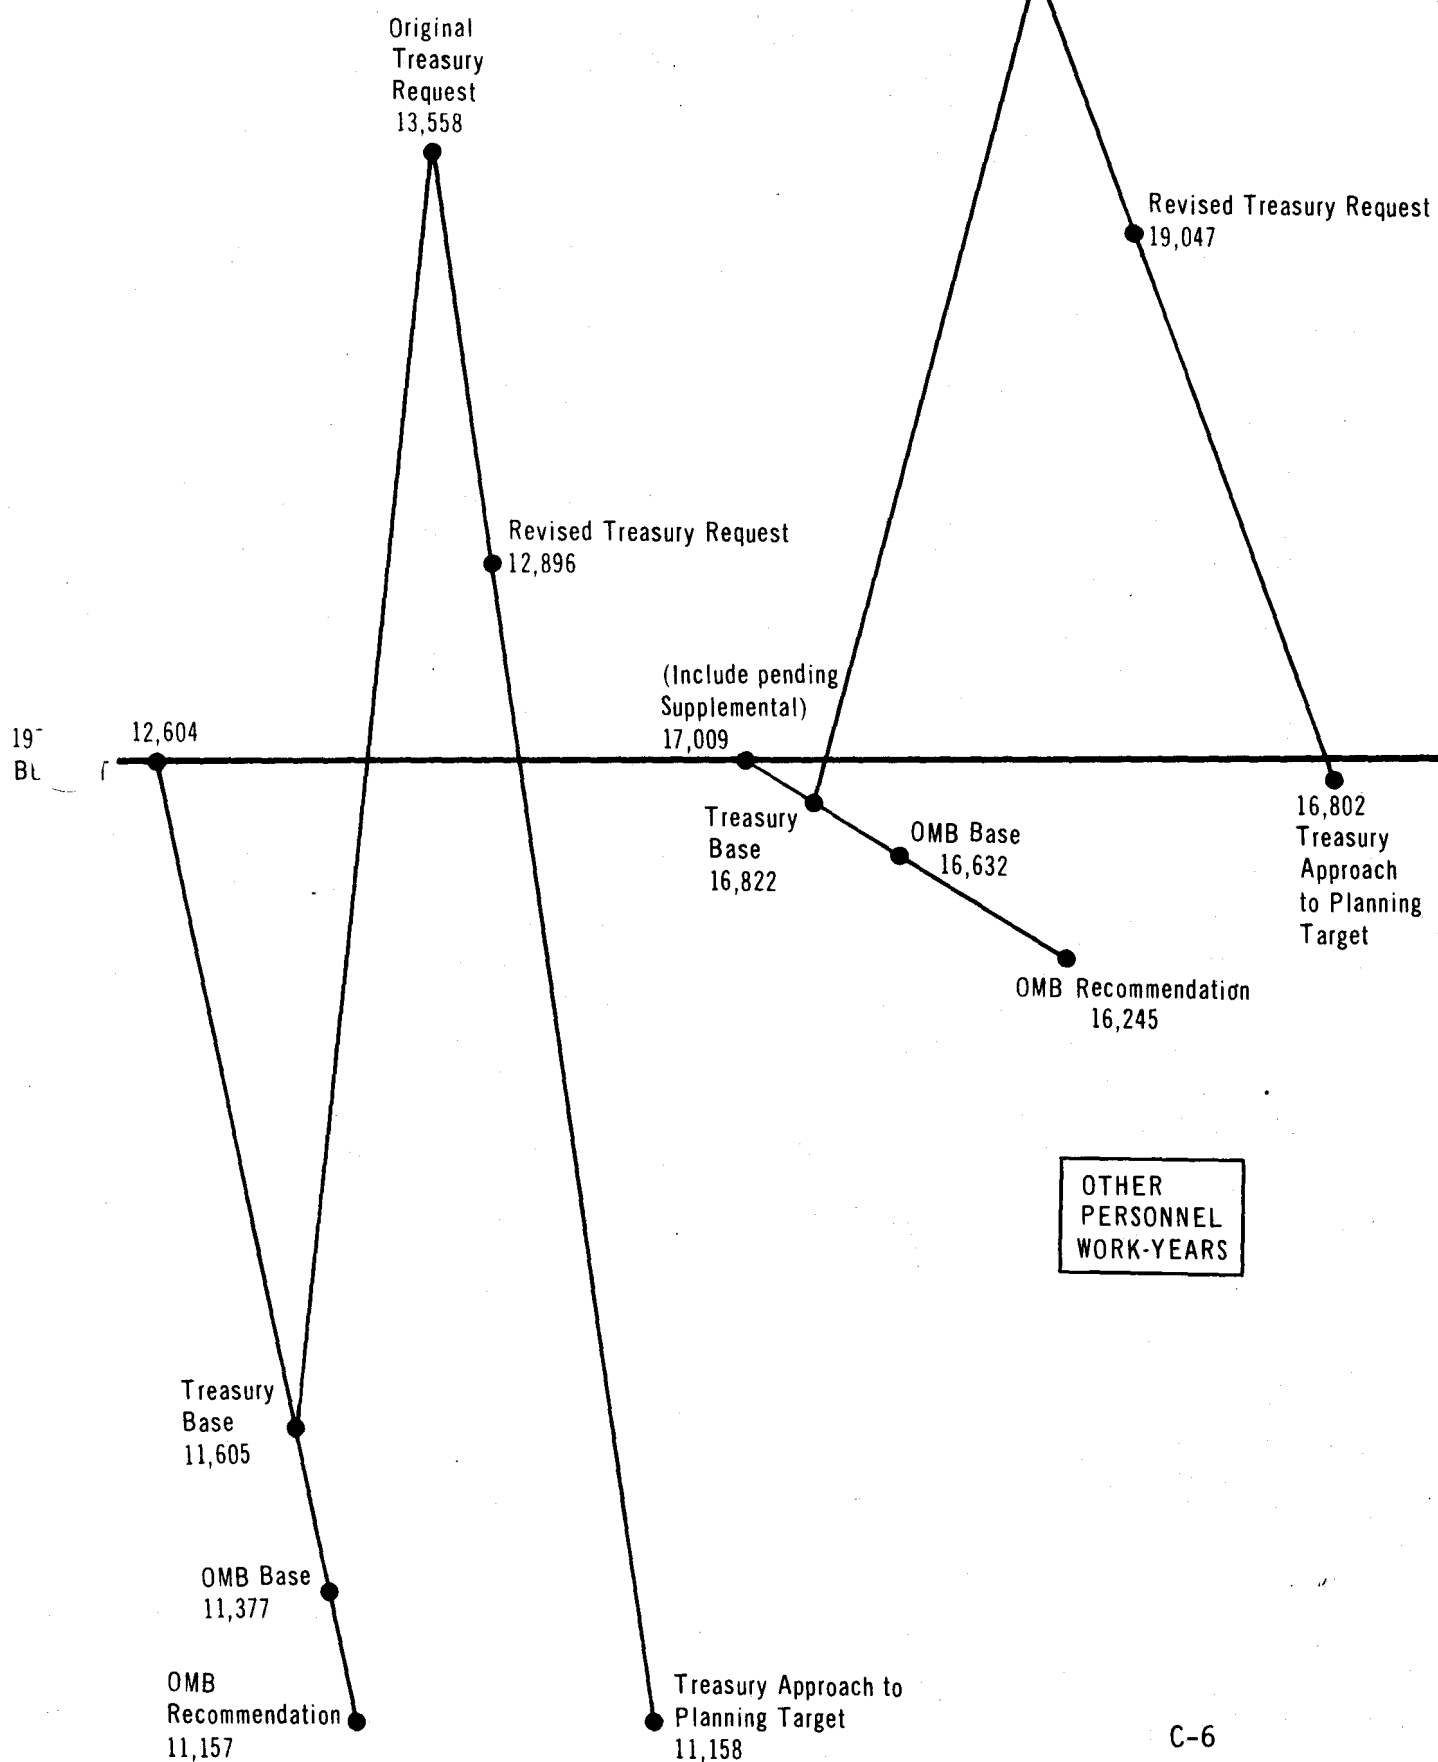 Original
Treasury
Request
13,558
Revised Treasury Request
19,047
Revised Treasury Request
12,896
(Include pending
Supplemental)
17,009
12,604
Treasury
Base
16,822
OMB Base
16,632
16,802
Treasury
Approach
to Planning
Target
OMB Recommendation
16,245
OTHER
PERSONNEL
WORK-YEARS
Treasury
Base
11,605
OMB Base
11,377
OMB
Recommendation
11,157
Treasury Approach to
Planning Target
11,158
C-6